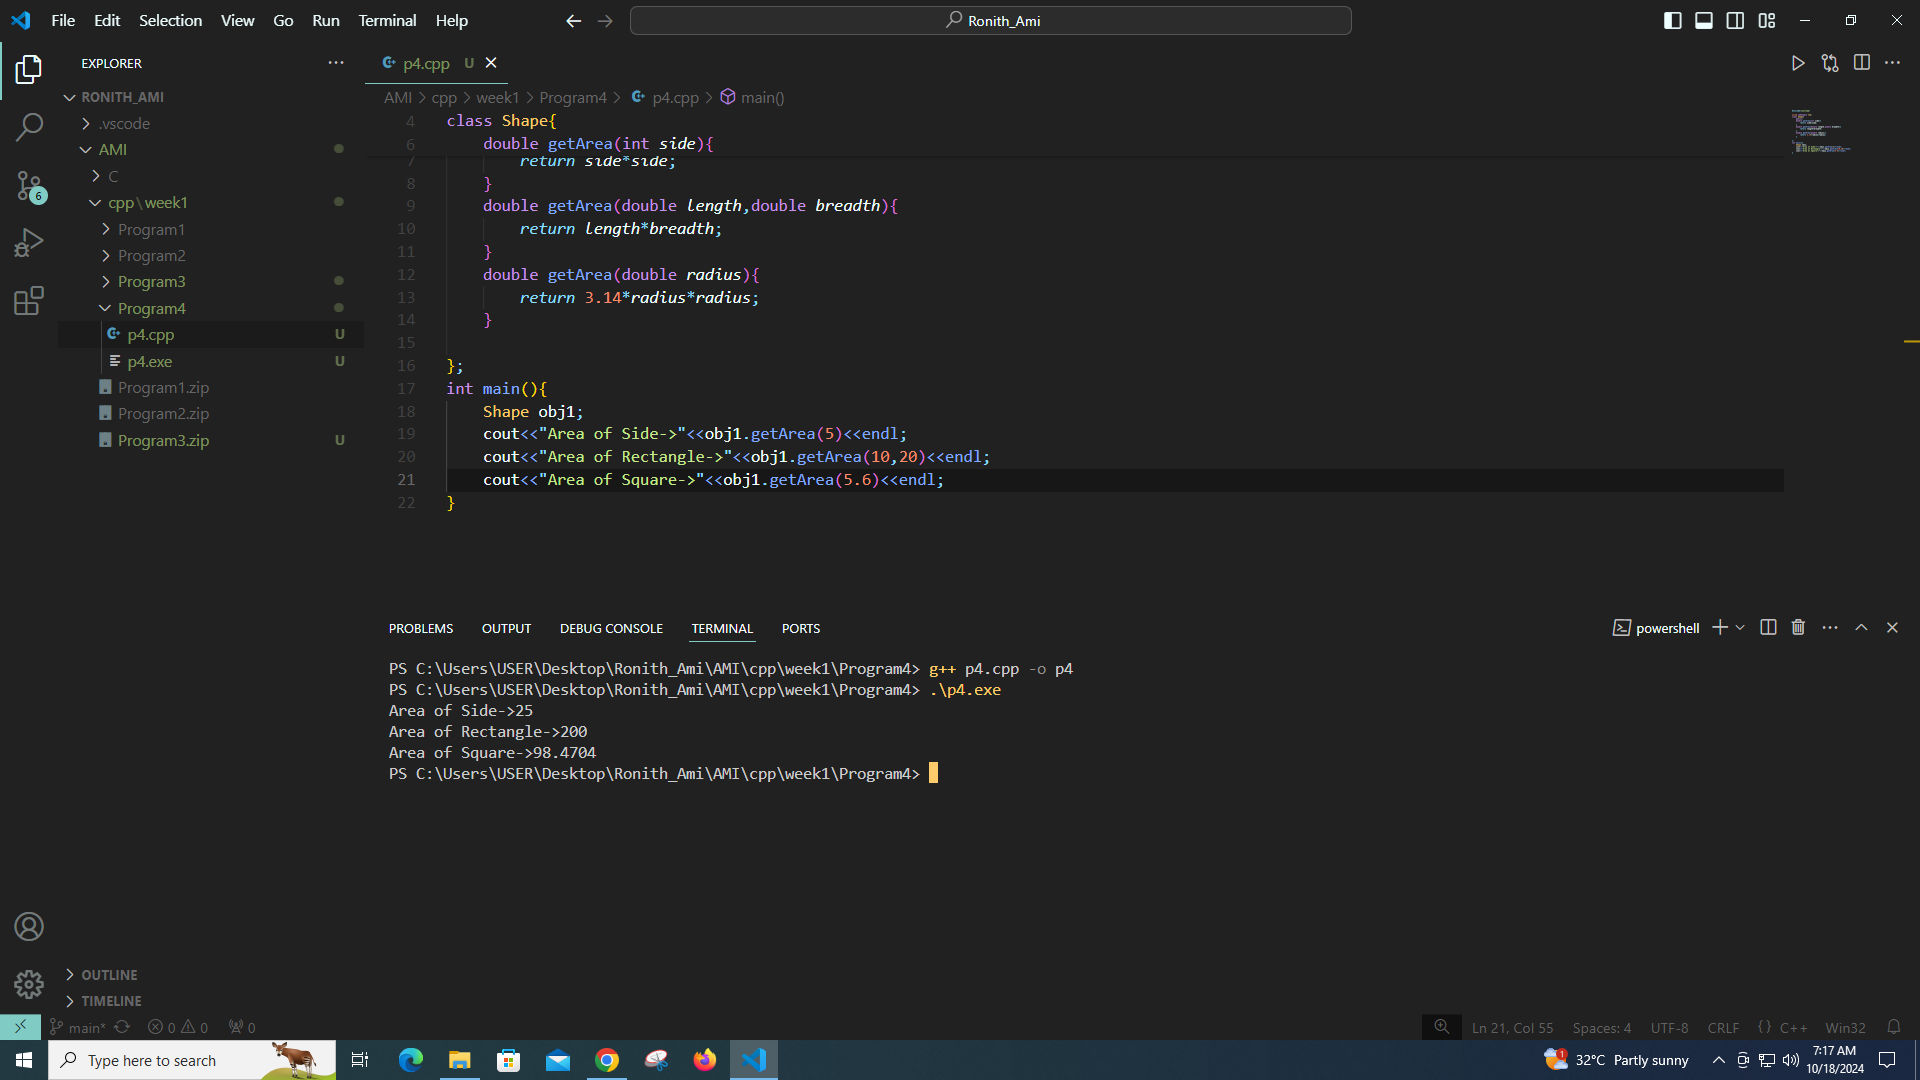 File Edit Selection View Go Run Terminal Help
Ronith_Ami
EXPLORER
RONITH_AMI
.vscode
AMI
C
cpp\week1
Program1
Program2
Program3
Program4
p4.cpp U
p4.exe U
Program1.zip
Program2.zip
Program3.zip U
OUTLINE
TIMELINE
6
p4.cpp U
AMI > cpp > week1 > Program4 > p4.cpp > main()
4 class Shape{
6 double getArea(int side){
7 return side*side;
8 }
9 double getArea(double length,double breadth){
10 return length*breadth;
11 }
12 double getArea(double radius){
13 return 3.14*radius*radius;
14 }
15
16 };
17 int main(){
18 Shape obj1;
19 cout<<"Area of Side->"<<obj1.getArea(5)<<endl;
20 cout<<"Area of Rectangle->"<<obj1.getArea(10,20)<<endl;
21 cout<<"Area of Square->"<<obj1.getArea(5.6)<<endl;
22 }
PROBLEMS OUTPUT DEBUG CONSOLE TERMINAL PORTS
powershell
PS C:\Users\USER\Desktop\Ronith_Ami\AMI\cpp\week1\Program4> g++ p4.cpp -o p4
PS C:\Users\USER\Desktop\Ronith_Ami\AMI\cpp\week1\Program4> .\p4.exe
Area of Side->25
Area of Rectangle->200
Area of Square->98.4704
PS C:\Users\USER\Desktop\Ronith_Ami\AMI\cpp\week1\Program4>
main* 0 0 0
Ln 21, Col 55 Spaces: 4 UTF-8 CRLF {} C++ Win32
Type here to search
1 32°C Partly sunny
7:17 AM
10/18/2024